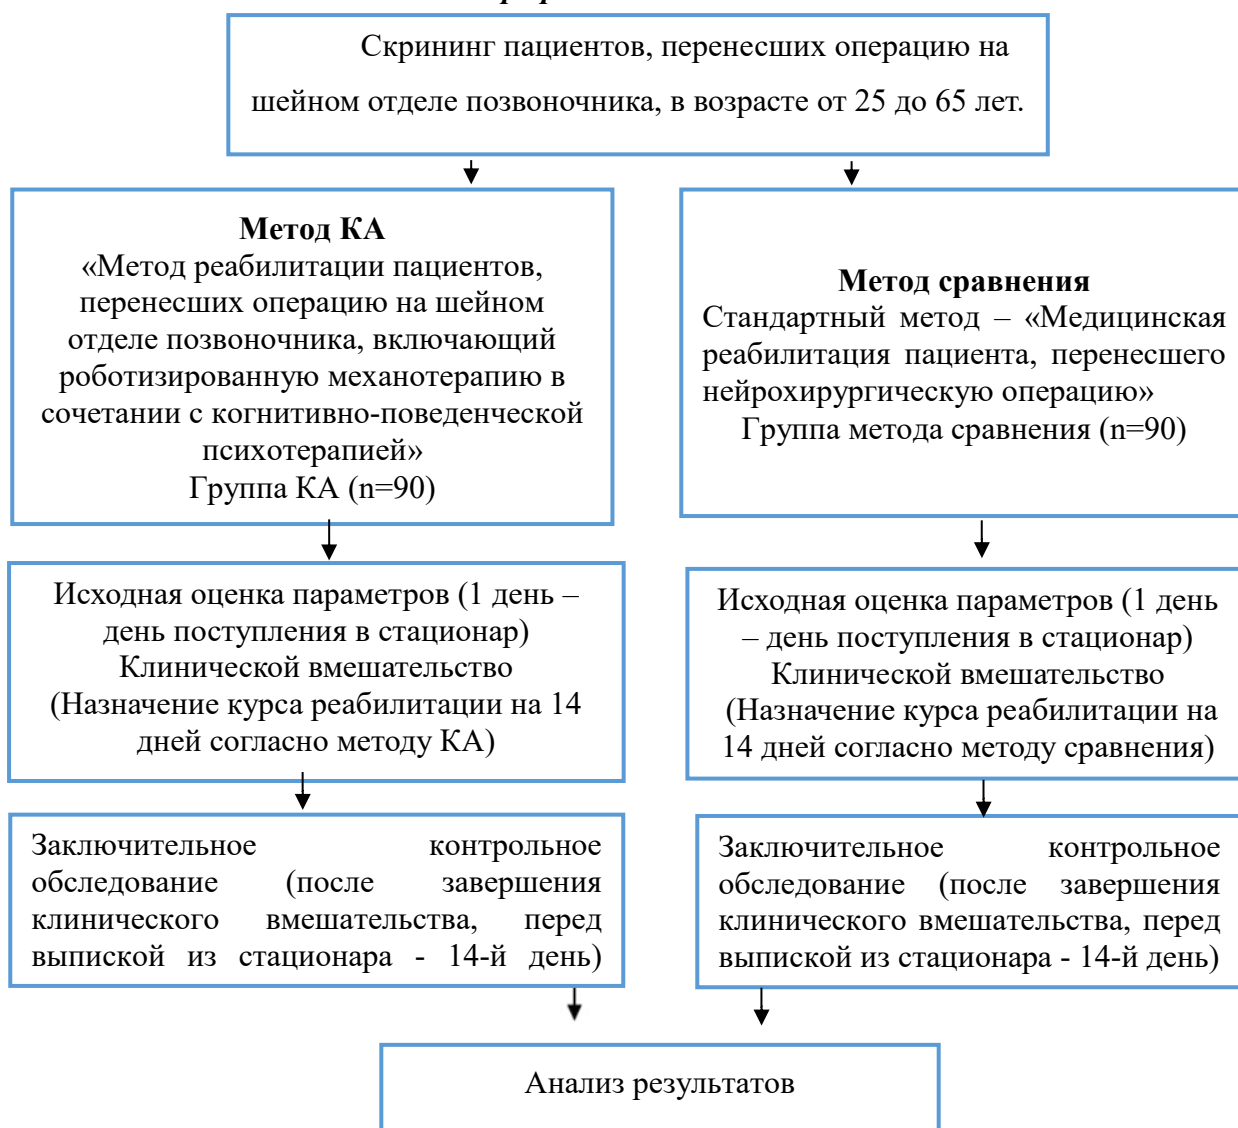 Скрининг пациентов, перенесших операцию на
шейном отделе позвоночника, в возрасте от 25 до 65 лет.
Метод КА
«Метод реабилитации пациентов,
перенесших операцию на шейном
отделе позвоночника, включающий
роботизированную механотерапию в
сочетании с когнитивно-поведенческой
психотерапией»
Группа КА (n=90)
Метод сравнения
Стандартный метод – «Медицинская
реабилитация пациента, перенесшего
нейрохирургическую операцию»
Группа метода сравнения (n=90)
Исходная оценка параметров (1 день –
день поступления в стационар)
Клинической вмешательство
(Назначение курса реабилитации на 14
дней согласно методу КА)
Исходная оценка параметров (1 день
– день поступления в стационар)
Клинической вмешательство
(Назначение курса реабилитации на
14 дней согласно методу сравнения)
Заключительное контрольное
обследование (после завершения
клинического вмешательства, перед
выпиской из стационара - 14-й день)
Заключительное контрольное
обследование (после завершения
клинического вмешательства, перед
выпиской из стационара - 14-й день)
Анализ результатов